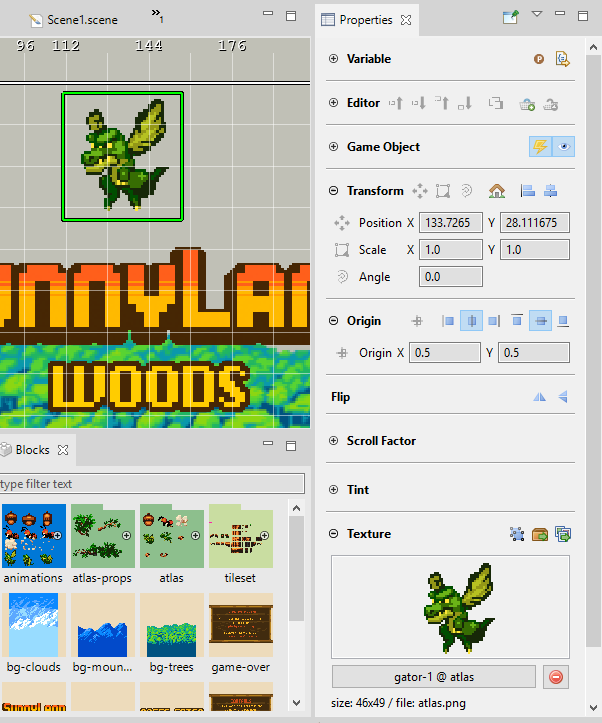 Scene1.scene
»1
96 112 144 176
WOODS
Blocks
type filter text
animations atlas-props atlas tileset
bg-clouds bg-moun... bg-trees game-over
Properties
Variable
P
Editor
Game Object
Transform
Position X 133.7265 Y 28.111675
Scale X 1.0 Y 1.0
Angle 0.0
Origin
Origin X 0.5 Y 0.5
Flip
Scroll Factor
Tint
Texture
gator-1 @ atlas
size: 46x49 / file: atlas.png